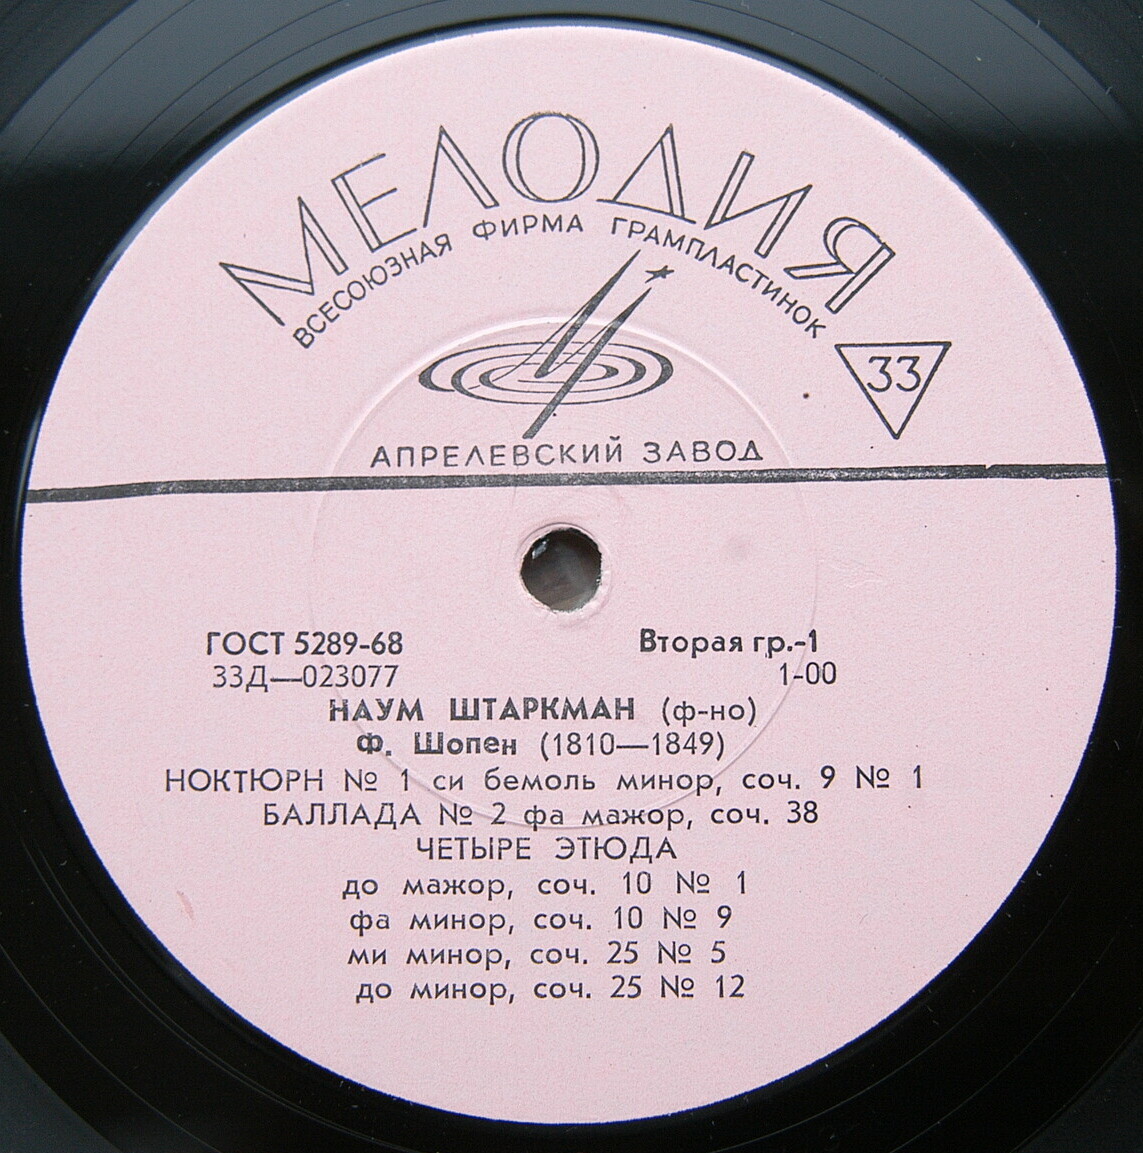 МЕЛОДИЯ
ВСЕСОЮЗНАЯ ФИРМА ГРАМПЛАСТИНОК
33
АПРЕЛЕВСКИЙ ЗАВОД
ГОСТ 5289-68 Вторая гр.-1
33Д—023077 1-00
НАУМ ШТАРКМАН (ф-но)
Ф. Шопен (1810—1849)
НОКТЮРН № 1 си бемоль минор, соч. 9 № 1
БАЛЛАДА № 2 фа мажор, соч. 38
ЧЕТЫРЕ ЭТЮДА
до мажор, соч. 10 № 1
фа минор, соч. 10 № 9
ми минор, соч. 25 № 5
до минор, соч. 25 № 12